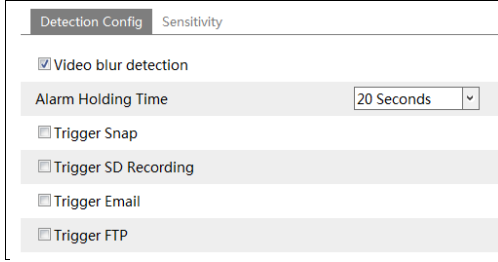 Detection Config Sensitivity
Video blur detection
Alarm Holding Time 20 Seconds
Trigger Snap
Trigger SD Recording
Trigger Email
Trigger FTP